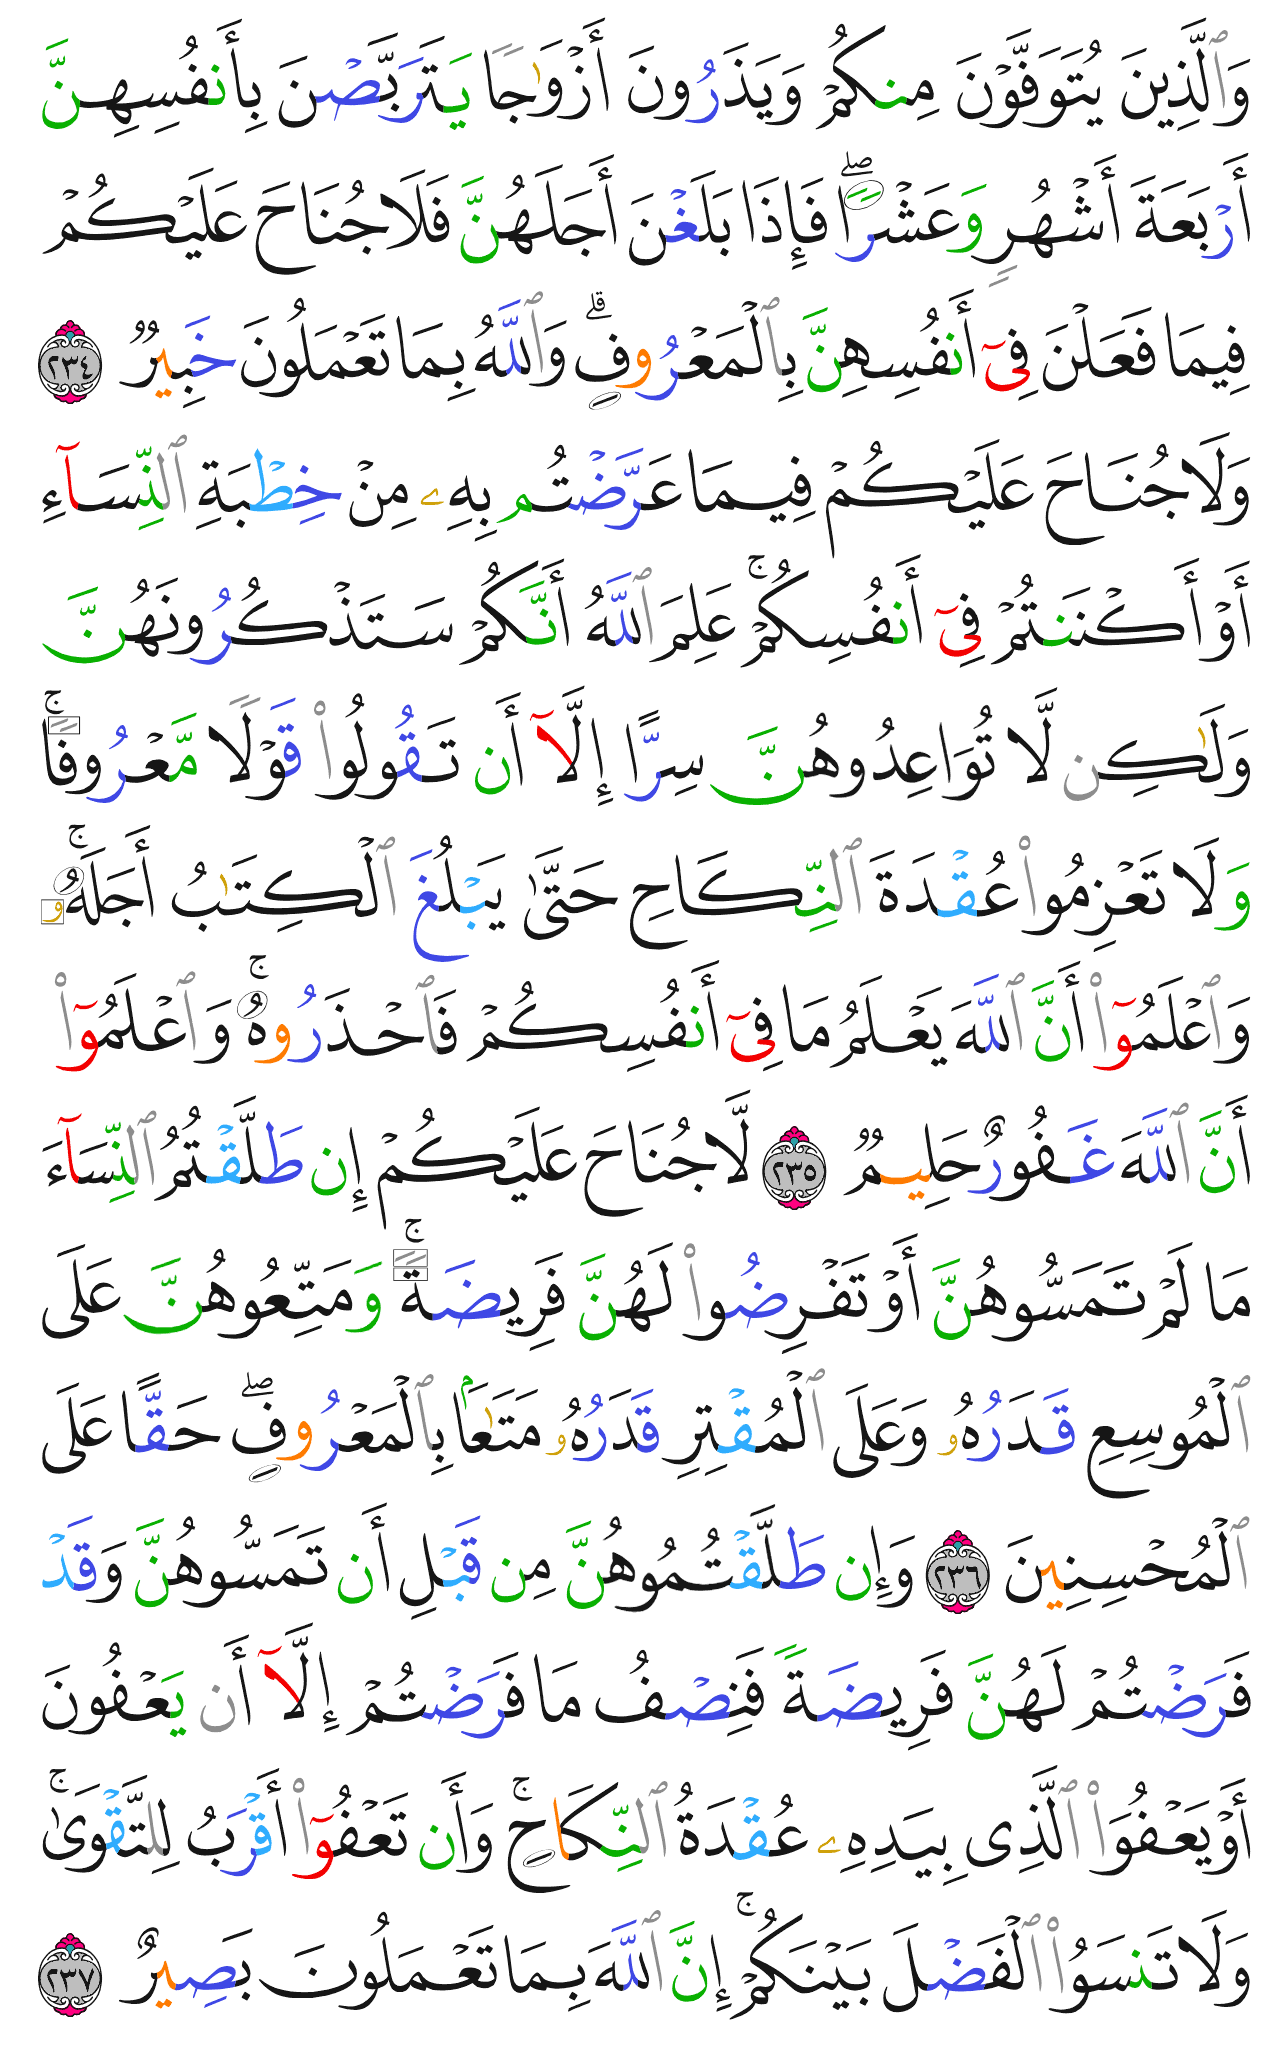 وَٱلَّذِينَ يُتَوَفَّوۡنَ مِنكُمۡ وَيَذَرُونَ أَزۡوَٰجٗا يَتَرَبَّصۡنَ بِأَنفُسِهِنَّ
أَرۡبَعَةَ أَشۡهُرٖ وَعَشۡرٗاۖ فَإِذَا بَلَغۡنَ أَجَلَهُنَّ فَلَا جُنَاحَ عَلَيۡكُمۡ
فِيمَا فَعَلۡنَ فِيٓ أَنفُسِهِنَّ بِٱلۡمَعۡرُوفِۗ وَٱللَّهُ بِمَا تَعۡمَلُونَ خَبِيرٞ ٢٣٤
وَلَا جُنَاحَ عَلَيۡكُمۡ فِيمَا عَرَّضۡتُم بِهِۦ مِنۡ خِطۡبَةِ ٱلنِّسَآءِ
أَوۡ أَكۡنَنتُمۡ فِيٓ أَنفُسِكُمۡۚ عَلِمَ ٱللَّهُ أَنَّكُمۡ سَتَذۡكُرُونَهُنَّ
وَلَٰكِن لَّا تُوَاعِدُوهُنَّ سِرًّا إِلَّآ أَن تَقُولُواْ قَوۡلٗا مَّعۡرُوفٗاۚ
وَلَا تَعۡزِمُواْ عُقۡدَةَ ٱلنِّكَاحِ حَتَّىٰ يَبۡلُغَ ٱلۡكِتَٰبُ أَجَلَهُۥۚ
وَٱعۡلَمُوٓاْ أَنَّ ٱللَّهَ يَعۡلَمُ مَا فِيٓ أَنفُسِكُمۡ فَٱحۡذَرُوهُۚ وَٱعۡلَمُوٓاْ
أَنَّ ٱللَّهَ غَفُورٌ حَلِيمٞ ٢٣٥ لَّا جُنَاحَ عَلَيۡكُمۡ إِن طَلَّقۡتُمُ ٱلنِّسَآءَ
مَا لَمۡ تَمَسُّوهُنَّ أَوۡ تَفۡرِضُواْ لَهُنَّ فَرِيضَةٗۚ وَمَتِّعُوهُنَّ عَلَى
ٱلۡمُوسِعِ قَدَرُهُۥ وَعَلَى ٱلۡمُقۡتِرِ قَدَرُهُۥ مَتَٰعَۢا بِٱلۡمَعۡرُوفِۖ حَقًّا عَلَى
ٱلۡمُحۡسِنِينَ ٢٣٦ وَإِن طَلَّقۡتُمُوهُنَّ مِن قَبۡلِ أَن تَمَسُّوهُنَّ وَقَدۡ
فَرَضۡتُمۡ لَهُنَّ فَرِيضَةٗ فَنِصۡفُ مَا فَرَضۡتُمۡ إِلَّآ أَن يَعۡفُونَ
أَوۡ يَعۡفُوَاْ ٱلَّذِي بِيَدِهِۦ عُقۡدَةُ ٱلنِّكَاحِۚ وَأَن تَعۡفُوٓاْ أَقۡرَبُ لِلتَّقۡوَىٰۚ
وَلَا تَنسَوُاْ ٱلۡفَضۡلَ بَيۡنَكُمۡۚ إِنَّ ٱللَّهَ بِمَا تَعۡمَلُونَ بَصِيرٌ ٢٣٧